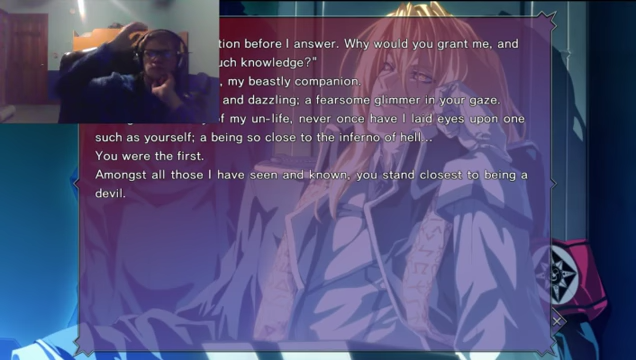 tion before I answer. Why would you grant me, and
ch knowledge?"
, my beastly companion.
and dazzling; a fearsome glimmer in your gaze.
of my un-life, never once have I laid eyes upon one
such as yourself; a being so close to the inferno of hell...
You were the first.
Amongst all those I have seen and known, you stand closest to being a
devil.